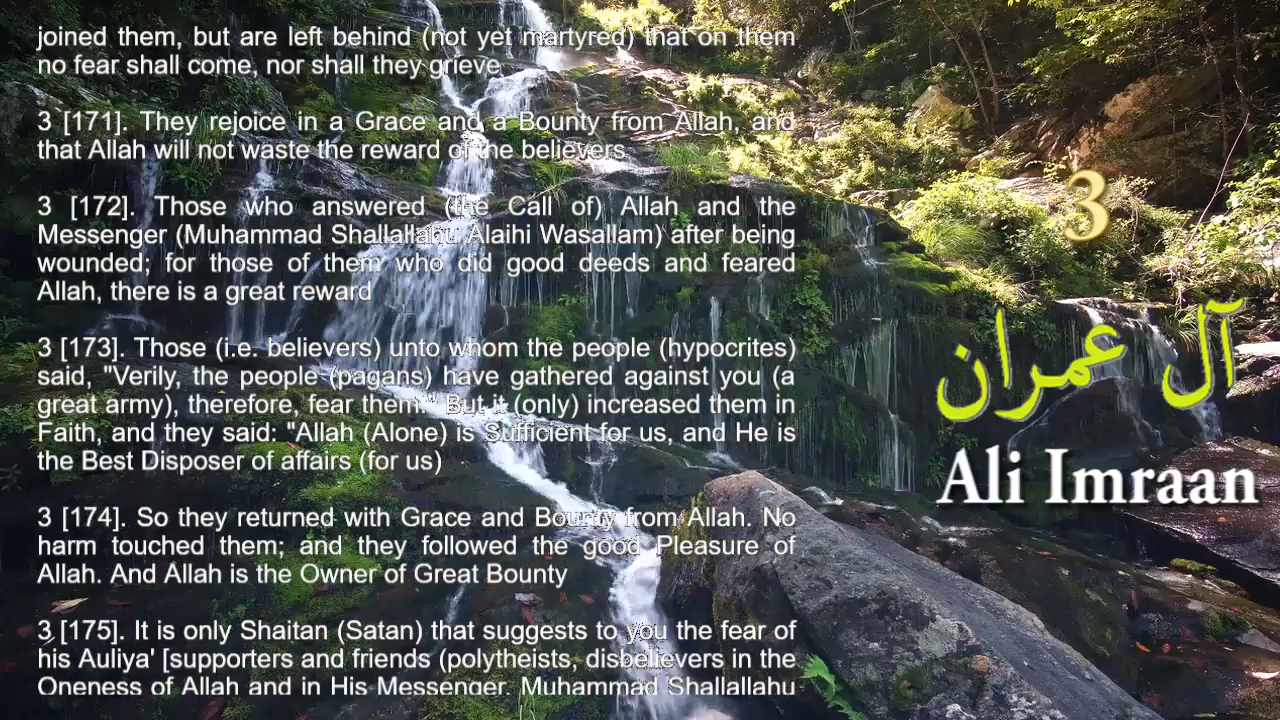 joined them, but are left behind (not yet martyred) that on them
no fear shall come, nor shall they grieve
3 [171]. They rejoice in a Grace and a Bounty from Allah, and
that Allah will not waste the reward of the believers
3 [172]. Those who answered (the Call of) Allah and the
Messenger (Muhammad Shallallahu 'Alaihi Wasallam) after being
wounded; for those of them who did good deeds and feared
Allah, there is a great reward
3 [173]. Those (i.e. believers) unto whom the people (hypocrites)
said, "Verily, the people (pagans) have gathered against you (a
great army), therefore, fear them." But it (only) increased them in
Faith, and they said: "Allah (Alone) is Sufficient for us, and He is
the Best Disposer of affairs (for us)
3 [174]. So they returned with Grace and Bounty from Allah. No
harm touched them; and they followed the good Pleasure of
Allah. And Allah is the Owner of Great Bounty
3 [175]. It is only Shaitan (Satan) that suggests to you the fear of
his Auliya' [supporters and friends (polytheists, disbelievers in the
Oneness of Allah and in His Messenger, Muhammad Shallallahu
3
آل عمران
Ali Imraan